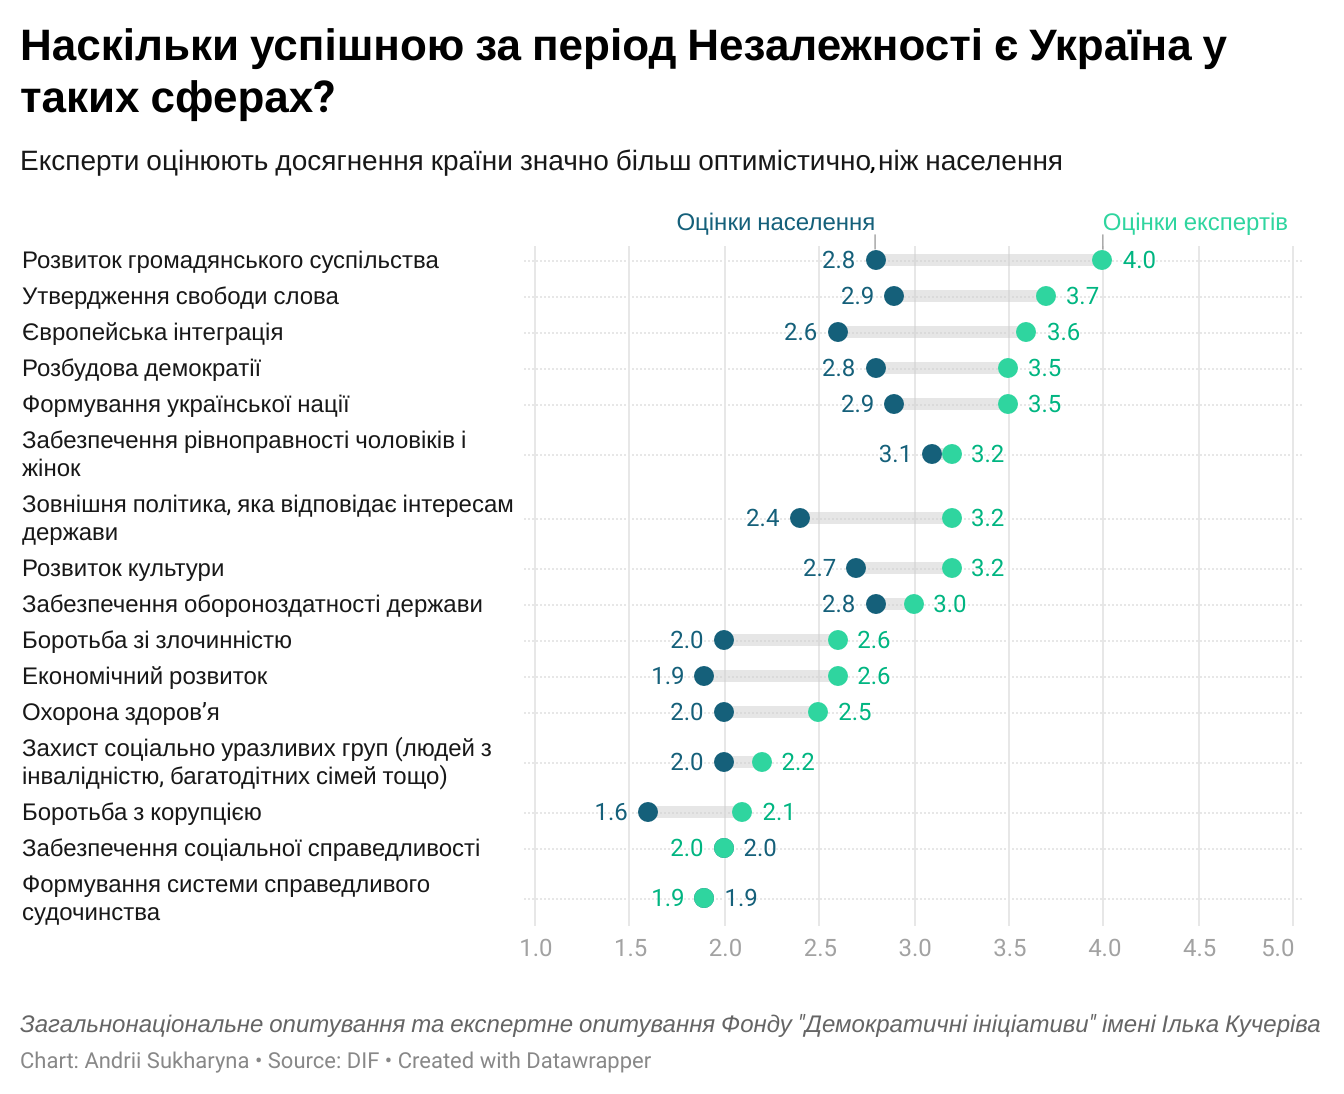 Наскільки успішною за період Незалежності є Україна у
таких сферах?
Експерти оцінюють досягнення країни значно більш оптимістично,ніж населення
Оцінки населення Оцінки експертів
Розвиток громадянського суспільства 2.8 4.0
Утвердження свободи слова 2.9 3.7
Європейська інтеграція 2.6 3.6
Розбудова демократії 2.8 3.5
Формування української нації 2.9 3.5
Забезпечення рівноправності чоловіків і
жінок 3.1 3.2
Зовнішня політика, яка відповідає інтересам
держави 2.4 3.2
Розвиток культури 2.7 3.2
Забезпечення обороноздатності держави 2.8 3.0
Боротьба зі злочинністю 2.0 2.6
Економічний розвиток 1.9 2.6
Охорона здоров’я 2.0 2.5
Захист соціально уразливих груп (людей з
інвалідністю, багатодітних сімей тощо) 2.0 2.2
Боротьба з корупцією 1.6 2.1
Забезпечення соціальної справедливості 2.0 2.0
Формування системи справедливого
судочинства 1.9 1.9
1.0 1.5 2.0 2.5 3.0 3.5 4.0 4.5 5.0
Загальнонаціональне опитування та експертне опитування Фонду "Демократичні ініціативи" імені Ілька Кучеріва
Chart: Andrii Sukharyna • Source: DIF • Created with Datawrapper